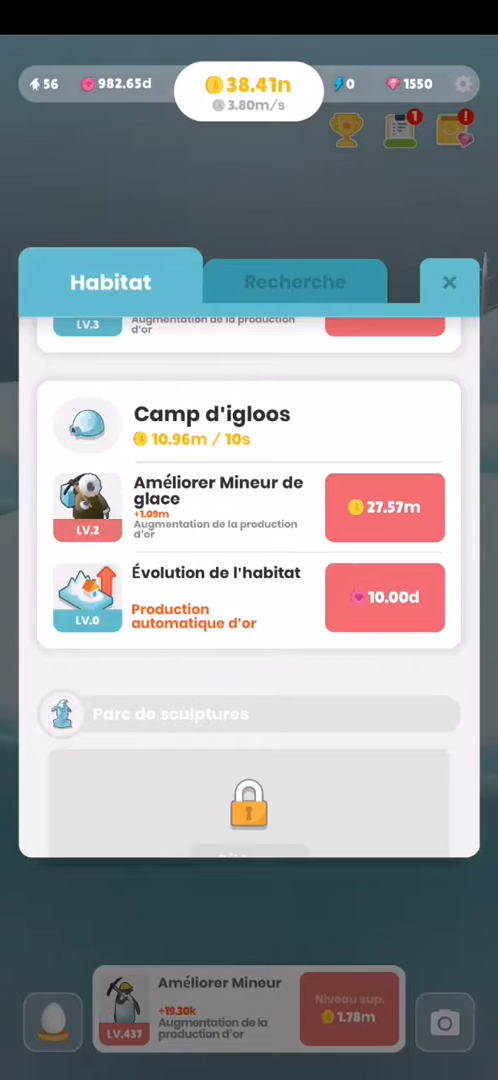 56
982.65d
38.41n
3.80m/s
0
1550
1
!
Habitat
Recherche
×
LV.3
Augmentation de la production
d'or
Camp d'igloos
10.96m / 10s
Améliorer Mineur de
glace
+1.09m
Augmentation de la production
d'or
LV.2
27.57m
Évolution de l'habitat
Production
automatique d'or
LV.0
10.00d
Parc de sculptures
Améliorer Mineur
+19.30k
Augmentation de la
production d'or
LV.437
Niveau sup.
1.78m